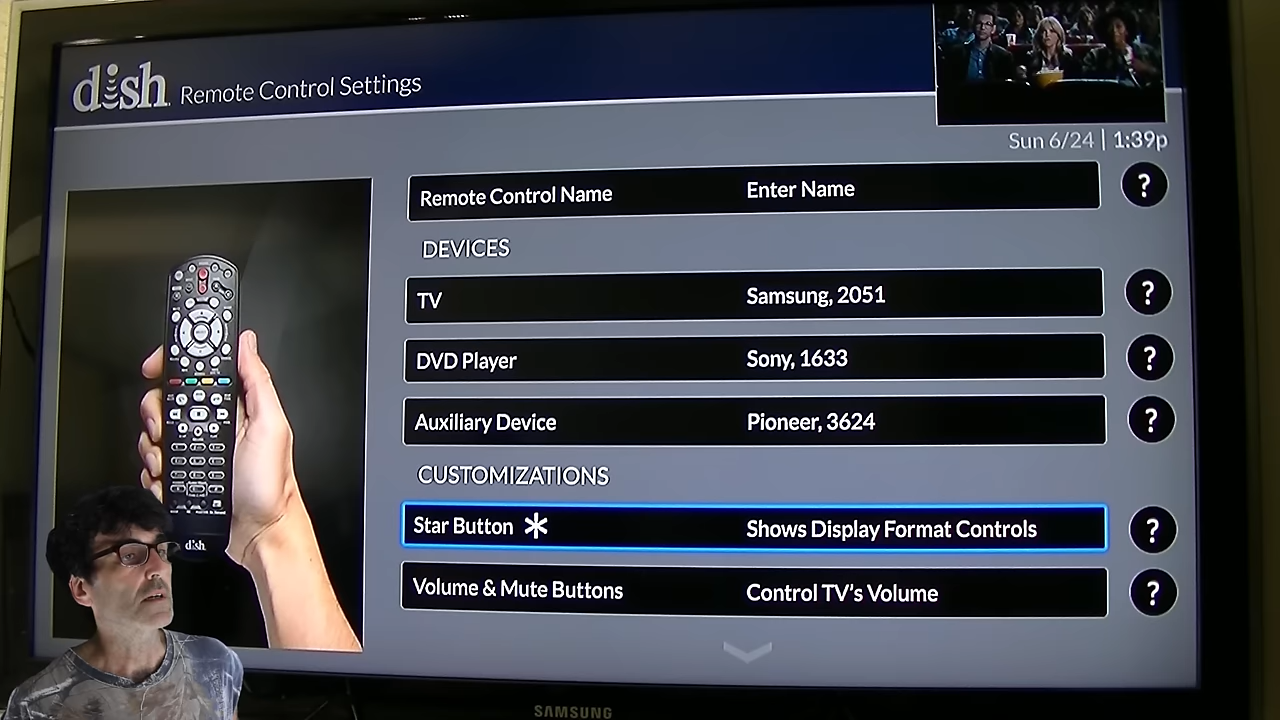 dish Remote Control Settings
Sun 6/24 | 1:39p
Remote Control Name Enter Name ?
DEVICES
TV Samsung, 2051 ?
DVD Player Sony, 1633 ?
Auxiliary Device Pioneer, 3624 ?
CUSTOMIZATIONS
Star Button * Shows Display Format Controls ?
Volume & Mute Buttons Control TV's Volume ?
dish
SAMSUNG